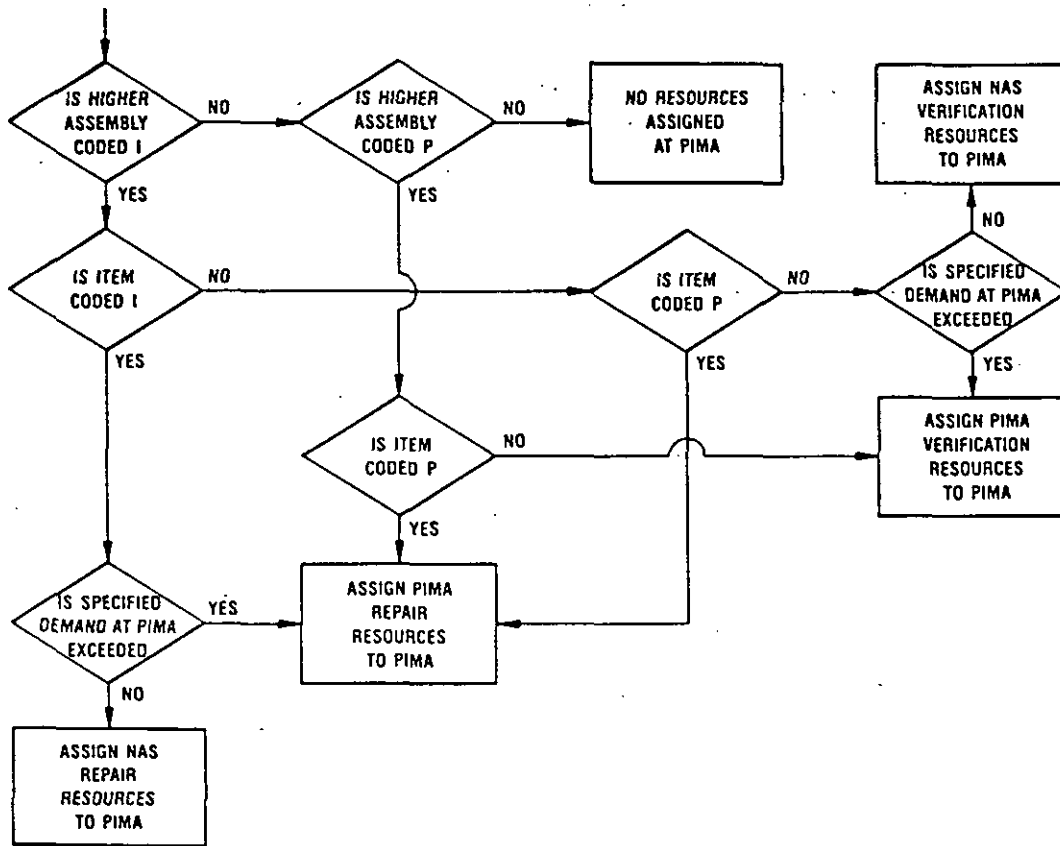 IS HIGHER
ASSEMBLY
CODED I
NO
YES
IS HIGHER
ASSEMBLY
CODED P
NO
YES
NO RESOURCES
ASSIGNED
AT PIMA
ASSIGN NAS
VERIFICATION
RESOURCES
TO PIMA
NO
IS ITEM
CODED I
NO
YES
IS ITEM
CODED P
NO
YES
IS SPECIFIED
DEMAND AT PIMA
EXCEEDED
YES
IS ITEM
CODED P
NO
YES
ASSIGN PIMA
VERIFICATION
RESOURCES
TO PIMA
IS SPECIFIED
DEMAND AT PIMA
EXCEEDED
YES
NO
ASSIGN PIMA
REPAIR
RESOURCES
TO PIMA
ASSIGN NAS
REPAIR
RESOURCES
TO PIMA